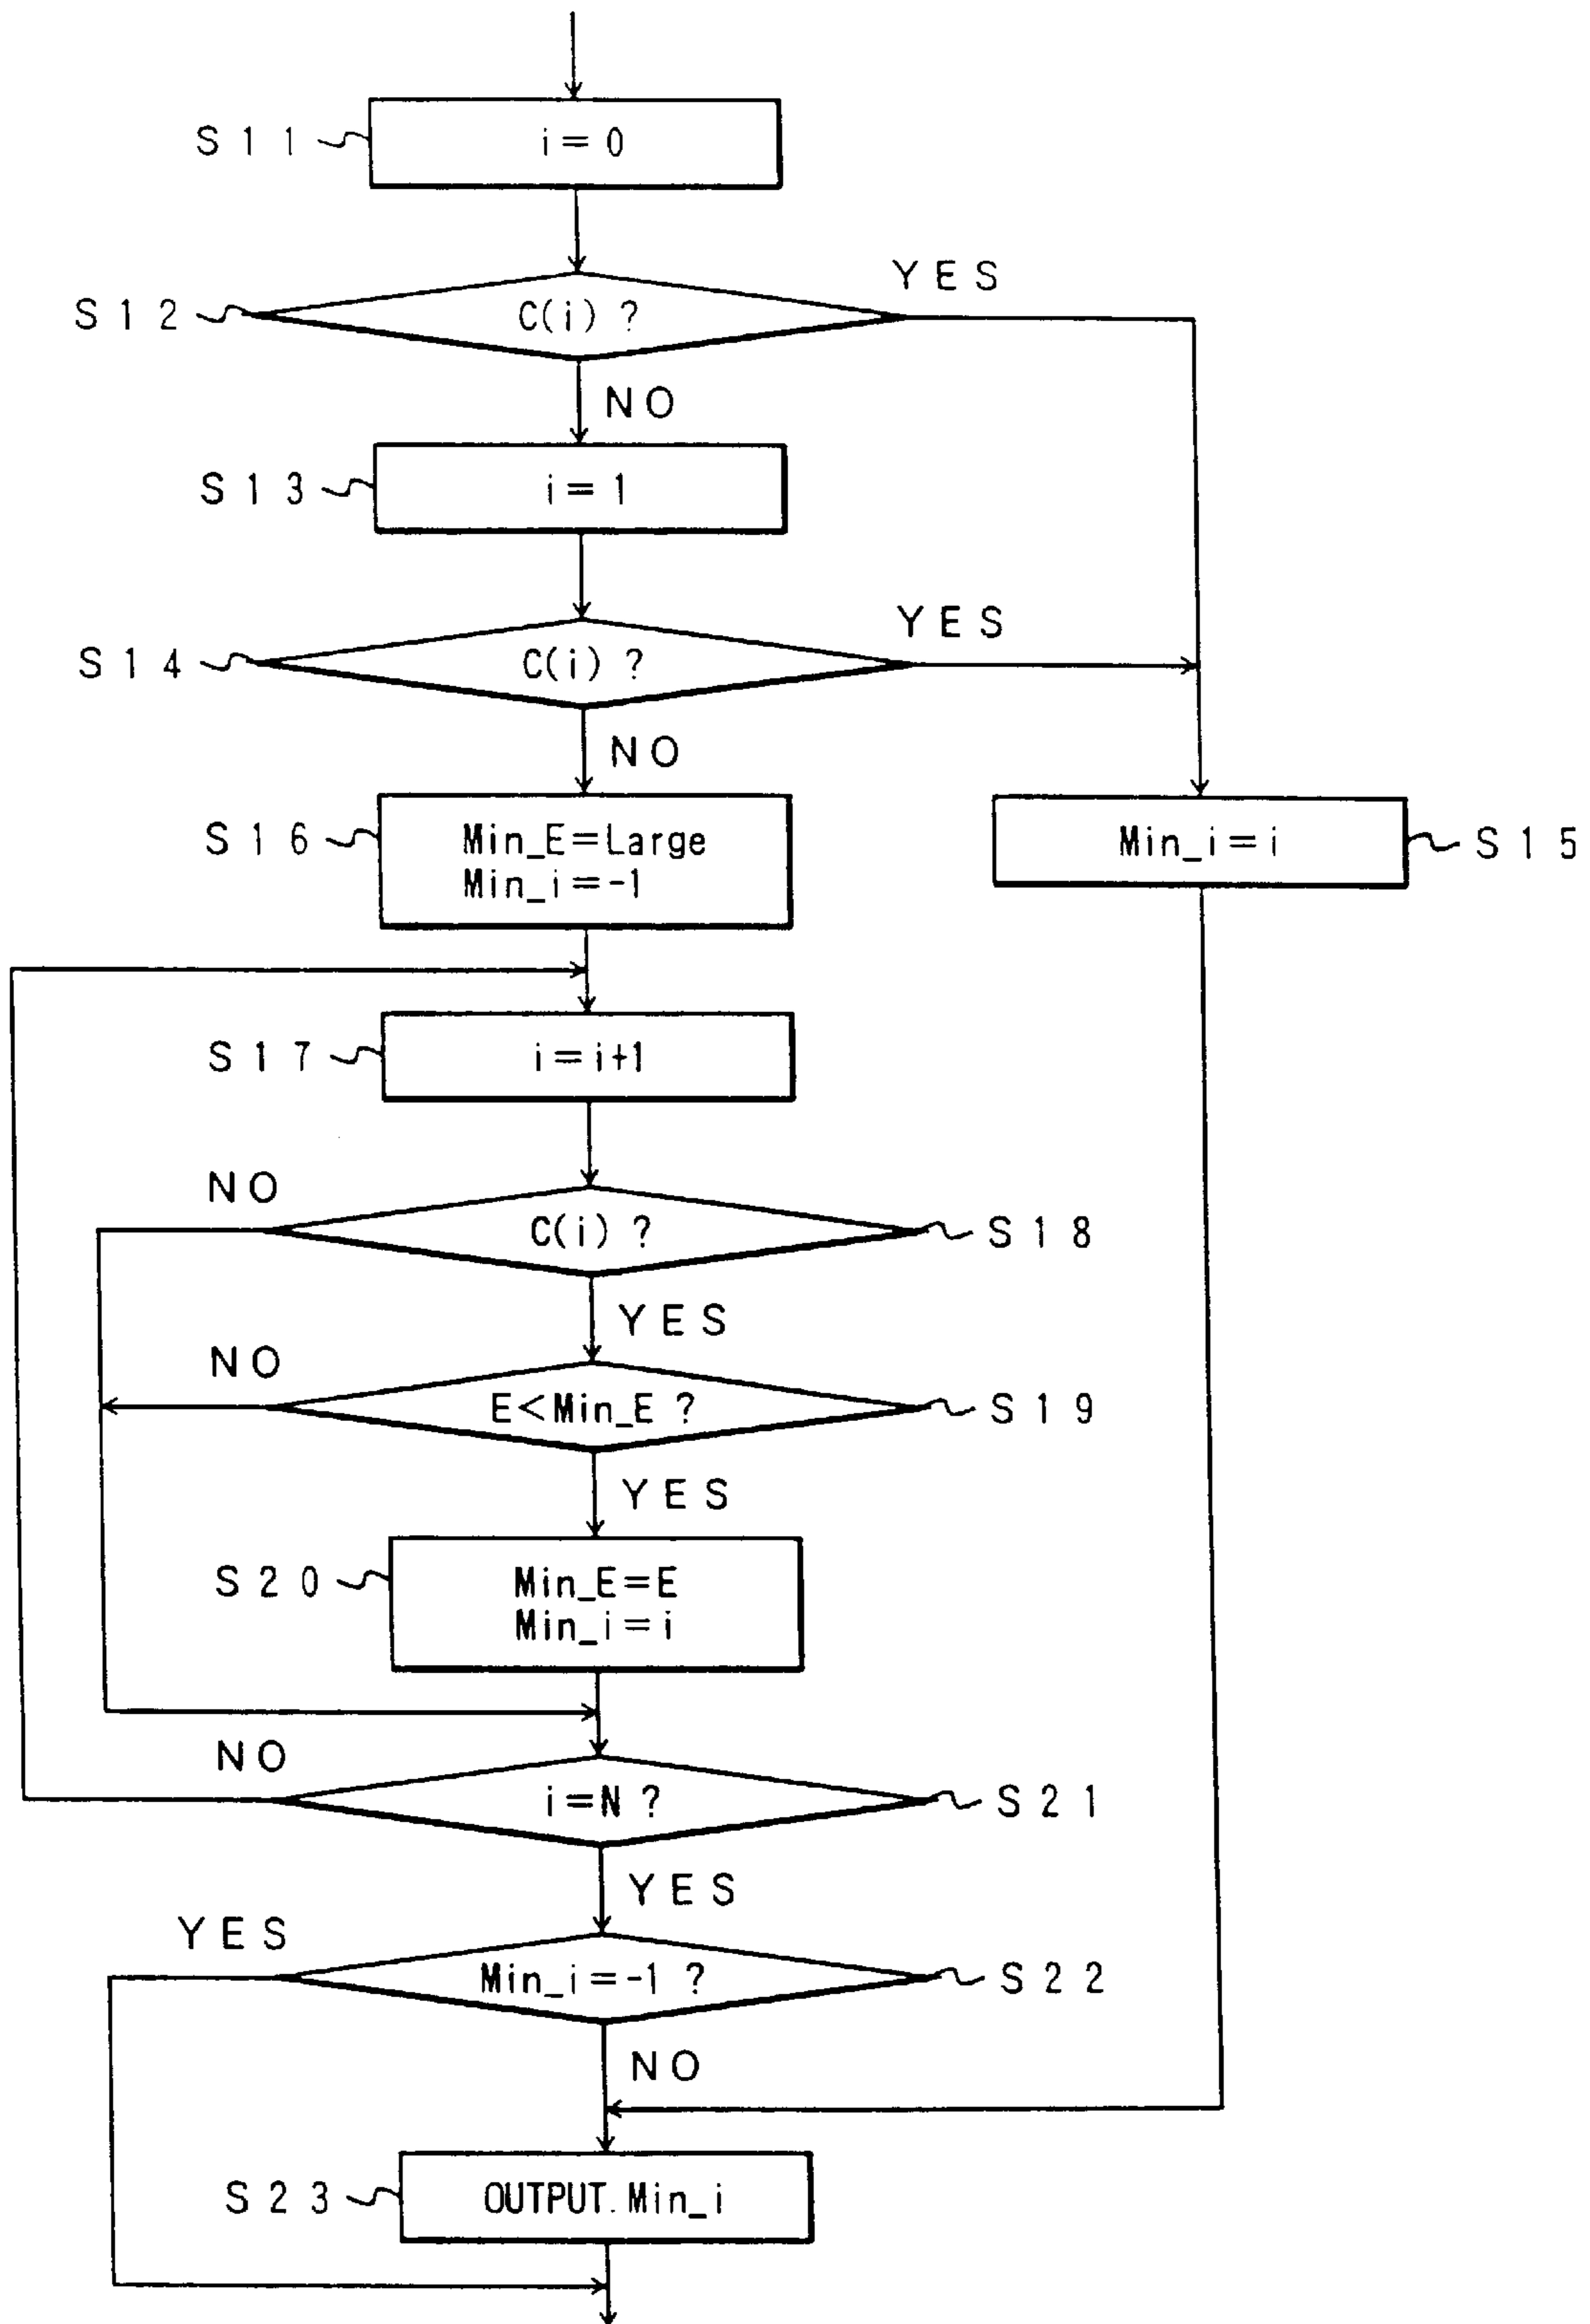 S11
i=0
YES
S12
C(i) ?
NO
S13
i=1
YES
S14
C(i) ?
NO
S16
Min_E=Large
Min_i=-1
Min_i=i
S15
S17
i=i+1
NO
C(i) ?
S18
YES
NO
E<Min_E ?
S19
YES
S20
Min_E=E
Min_i=i
NO
i=N ?
S21
YES
YES
Min_i=-1 ?
S22
NO
S23
OUTPUT.Min_i